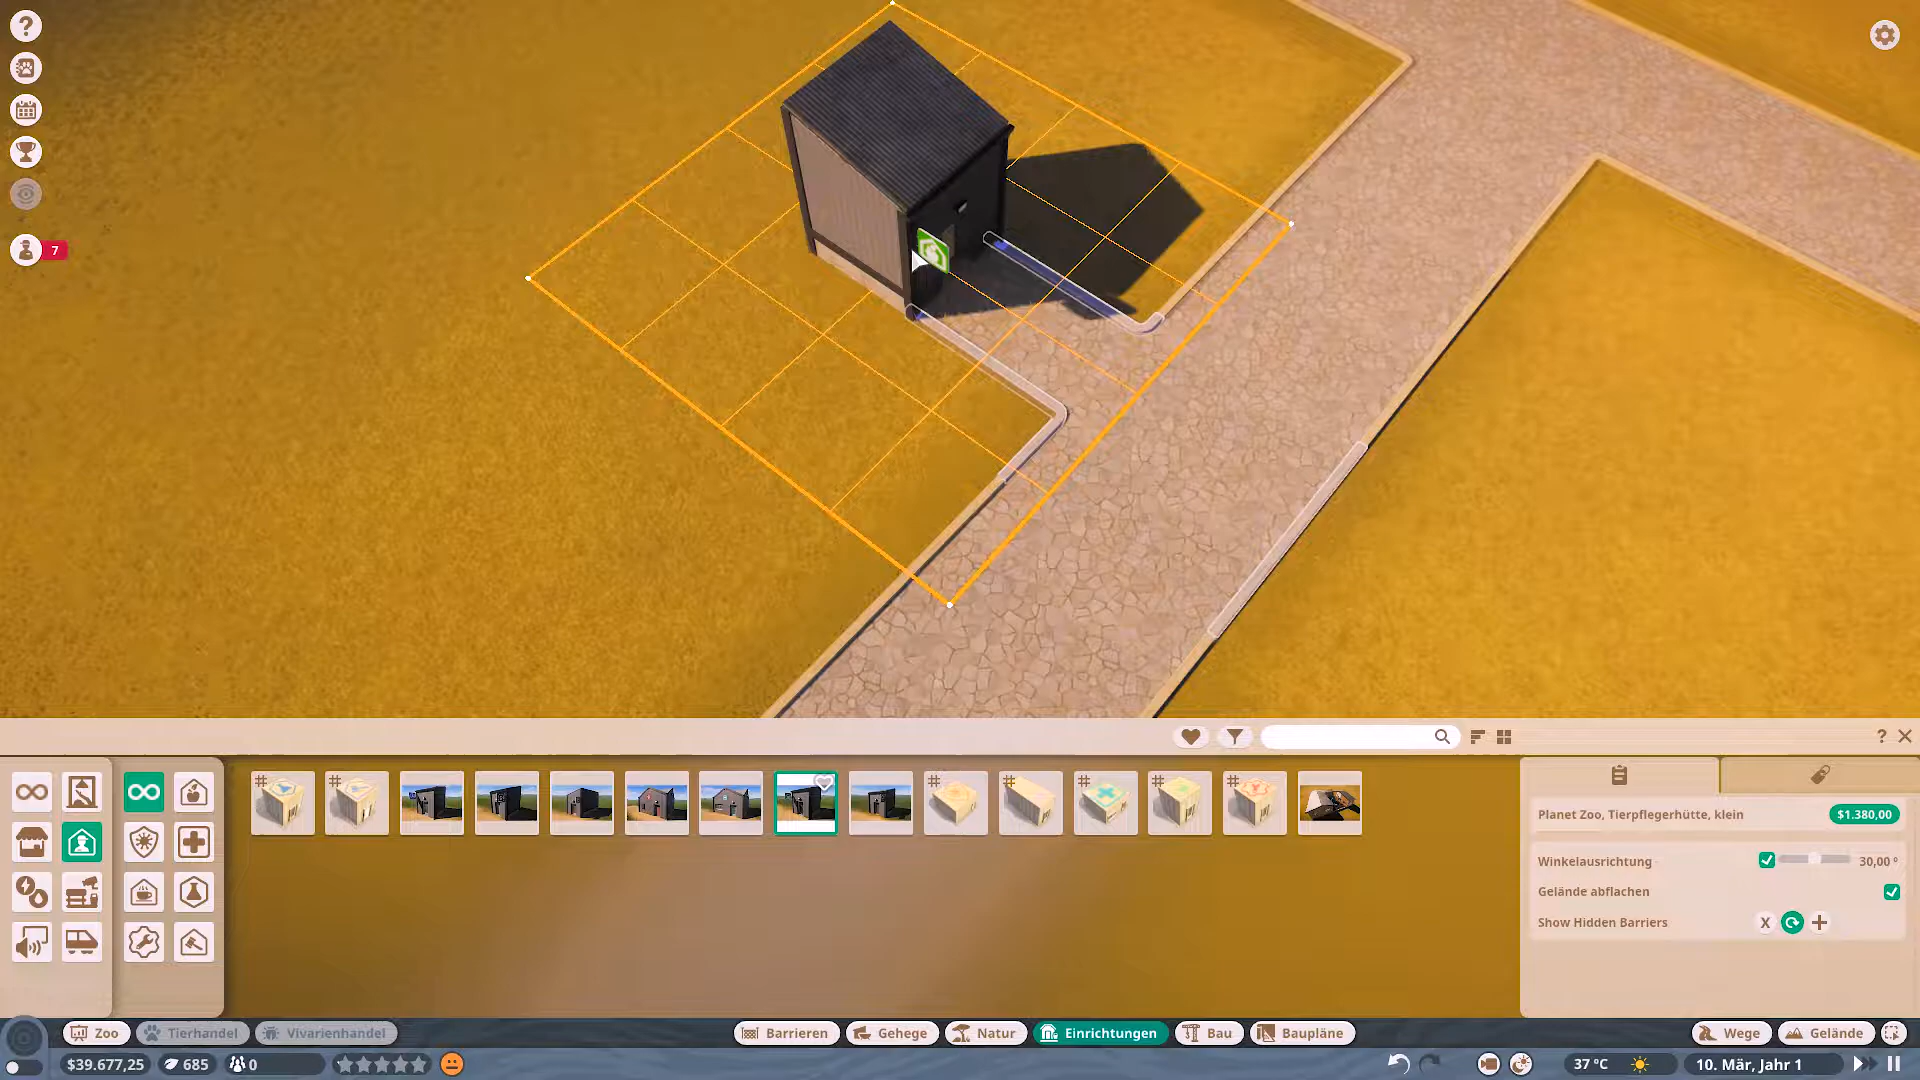 ?
7
?
Planet Zoo, Tierpflegerhütte, klein
$1.380,00
Winkelausrichtung
30,00 °
Gelände abflachen
Show Hidden Barriers
X
Zoo
Tierhandel
Vivarienhandel
Barrieren
Gehege
Natur
Einrichtungen
Bau
Baupläne
Wege
Gelände
$39.677,25
685
0
37 °C
10. Mär, Jahr 1